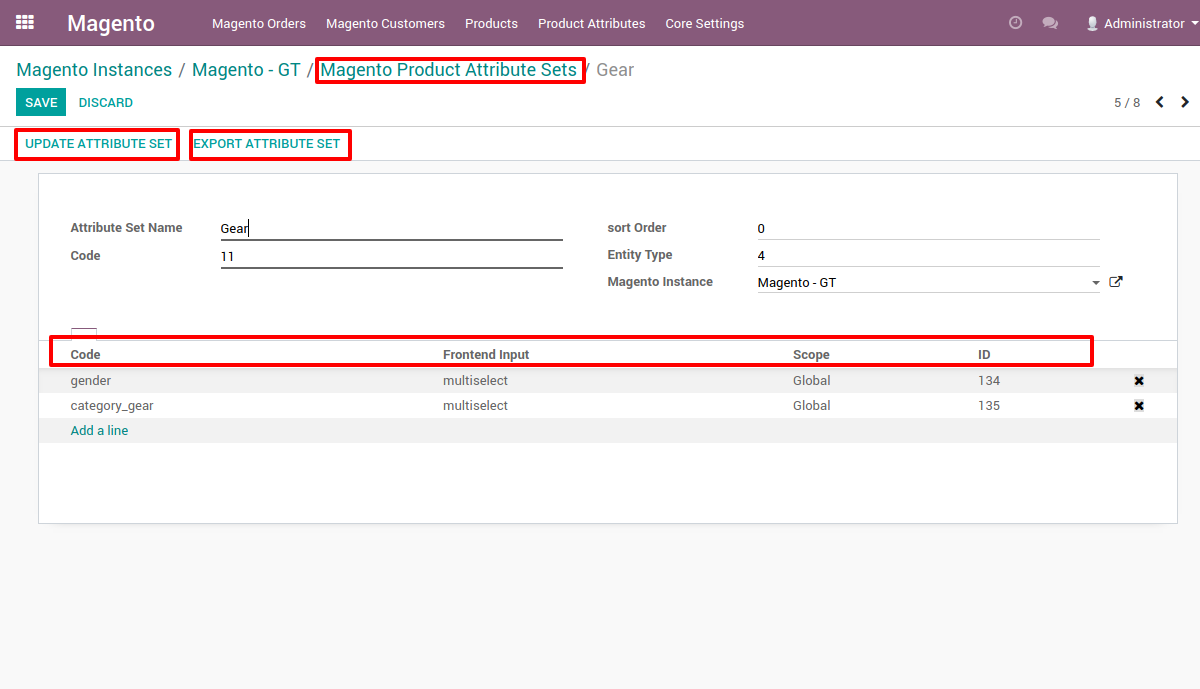 Magento Magento Orders Magento Customers Products Product Attributes Core Settings Administrator
Magento Instances / Magento - GT / Magento Product Attribute Sets / Gear
SAVE DISCARD 5 / 8
UPDATE ATTRIBUTE SET EXPORT ATTRIBUTE SET
Attribute Set Name Gear sort Order 0
Code 11 Entity Type 4
Magento Instance Magento - GT
Code Frontend Input Scope ID
gender multiselect Global 134
category_gear multiselect Global 135
Add a line